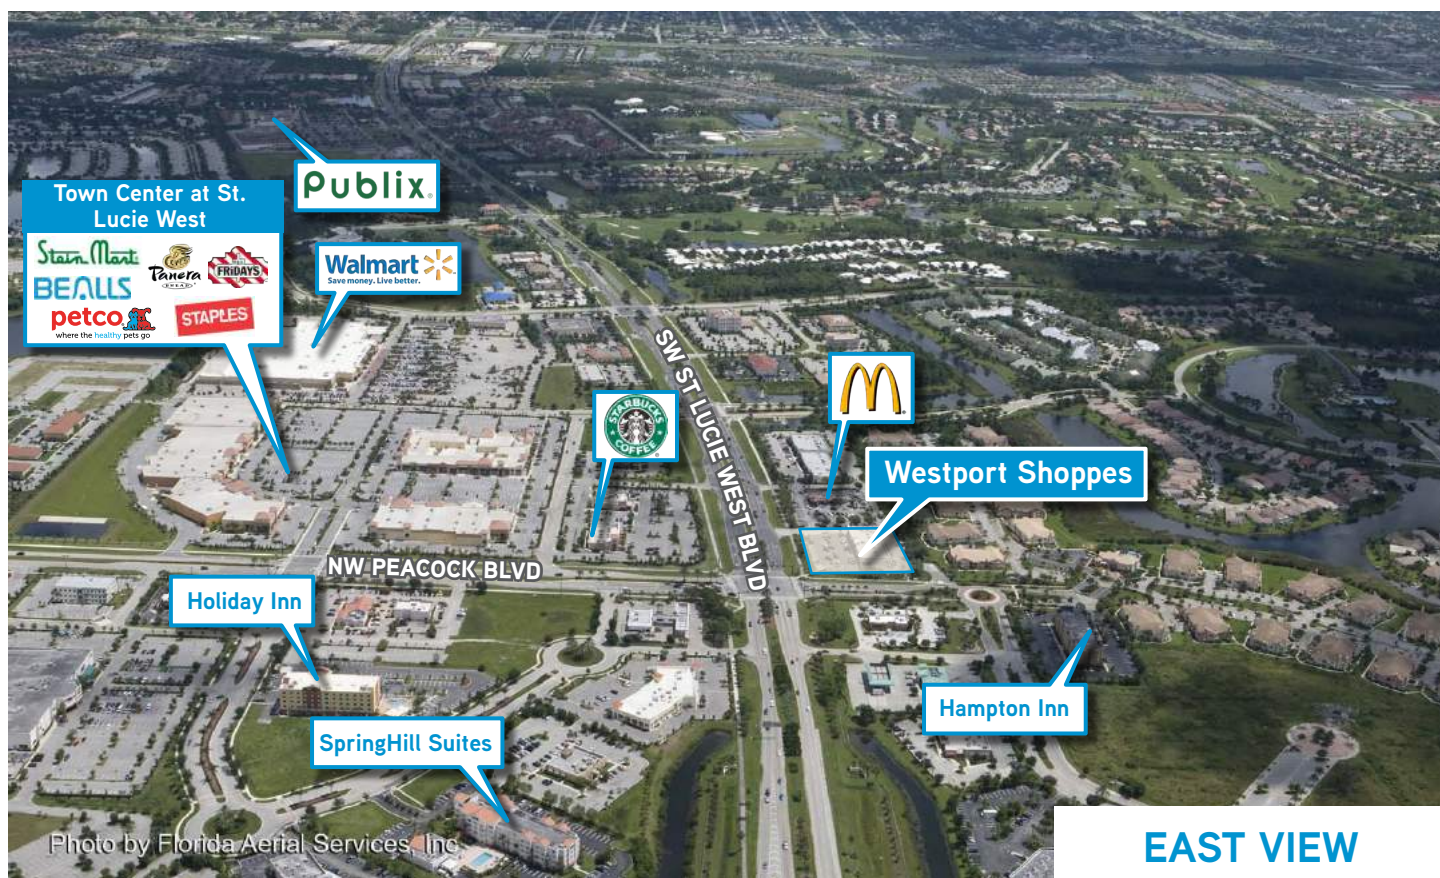 Publix
Town Center at St.
Lucie West
Stein Mart
Panera
BREAD
FRIDAYS
BEALLS
petco
where the healthy pets go
STAPLES
Walmart
Save money. Live better.
STARBUCKS
COFFEE
SW ST LUCIE WEST BLVD
M
Westport Shoppes
NW PEACOCK BLVD
Holiday Inn
SpringHill Suites
Hampton Inn
Photo by Florida Aerial Services, Inc
EAST VIEW